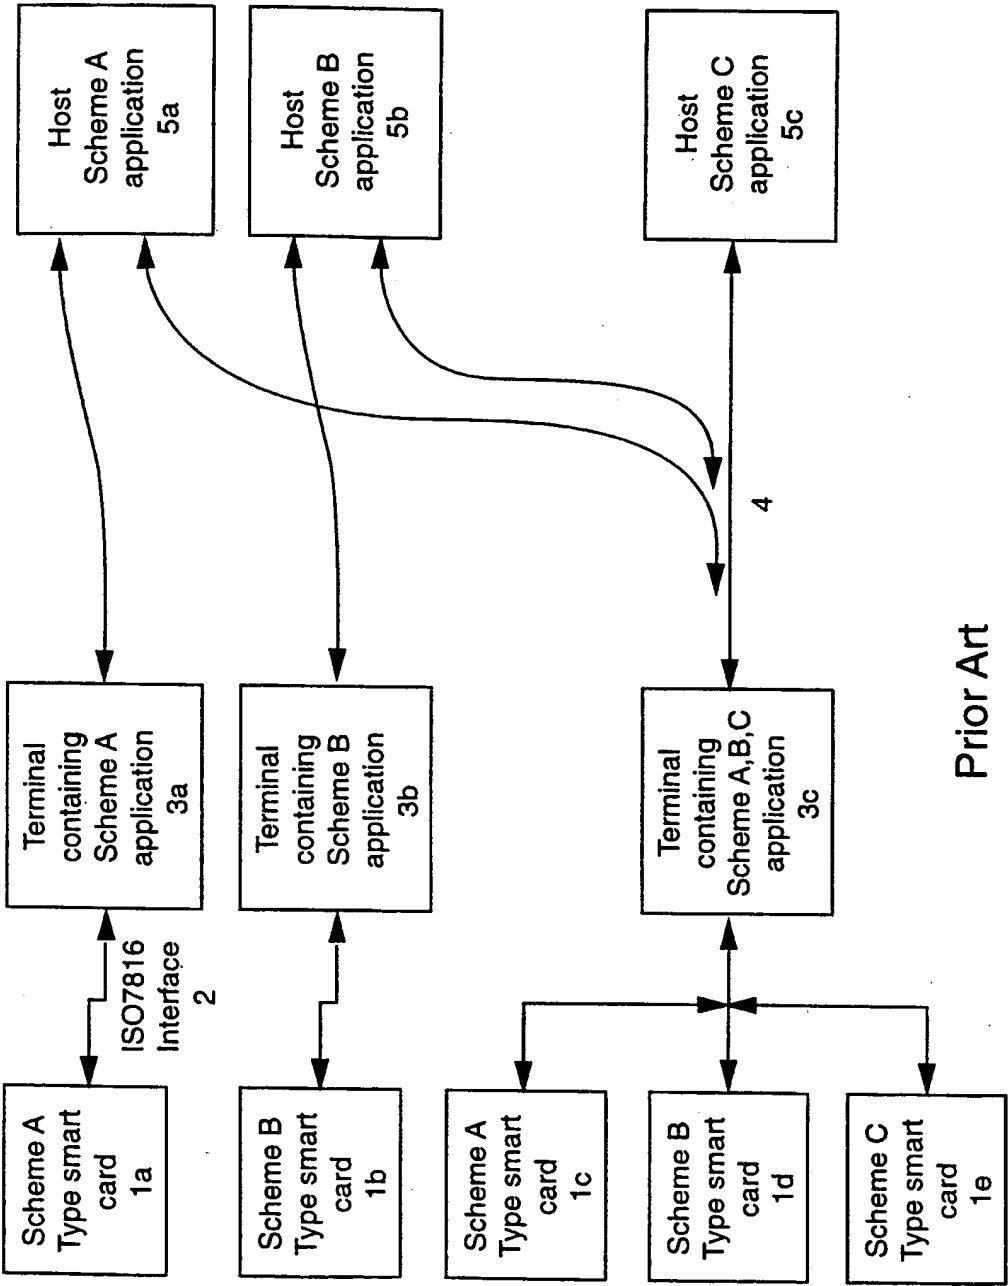 Scheme A
Type smart
card
1a
ISO7816
Interface
2
Terminal
containing
Scheme A
application
3a
Host
Scheme A
application
5a
Scheme B
Type smart
card
1b
Terminal
containing
Scheme B
application
3b
Host
Scheme B
application
5b
Scheme A
Type smart
card
1c
Scheme B
Type smart
card
1d
Scheme C
Type smart
card
1e
Terminal
containing
Scheme A,B,C
application
3c
4
Host
Scheme C
application
5c
Prior Art